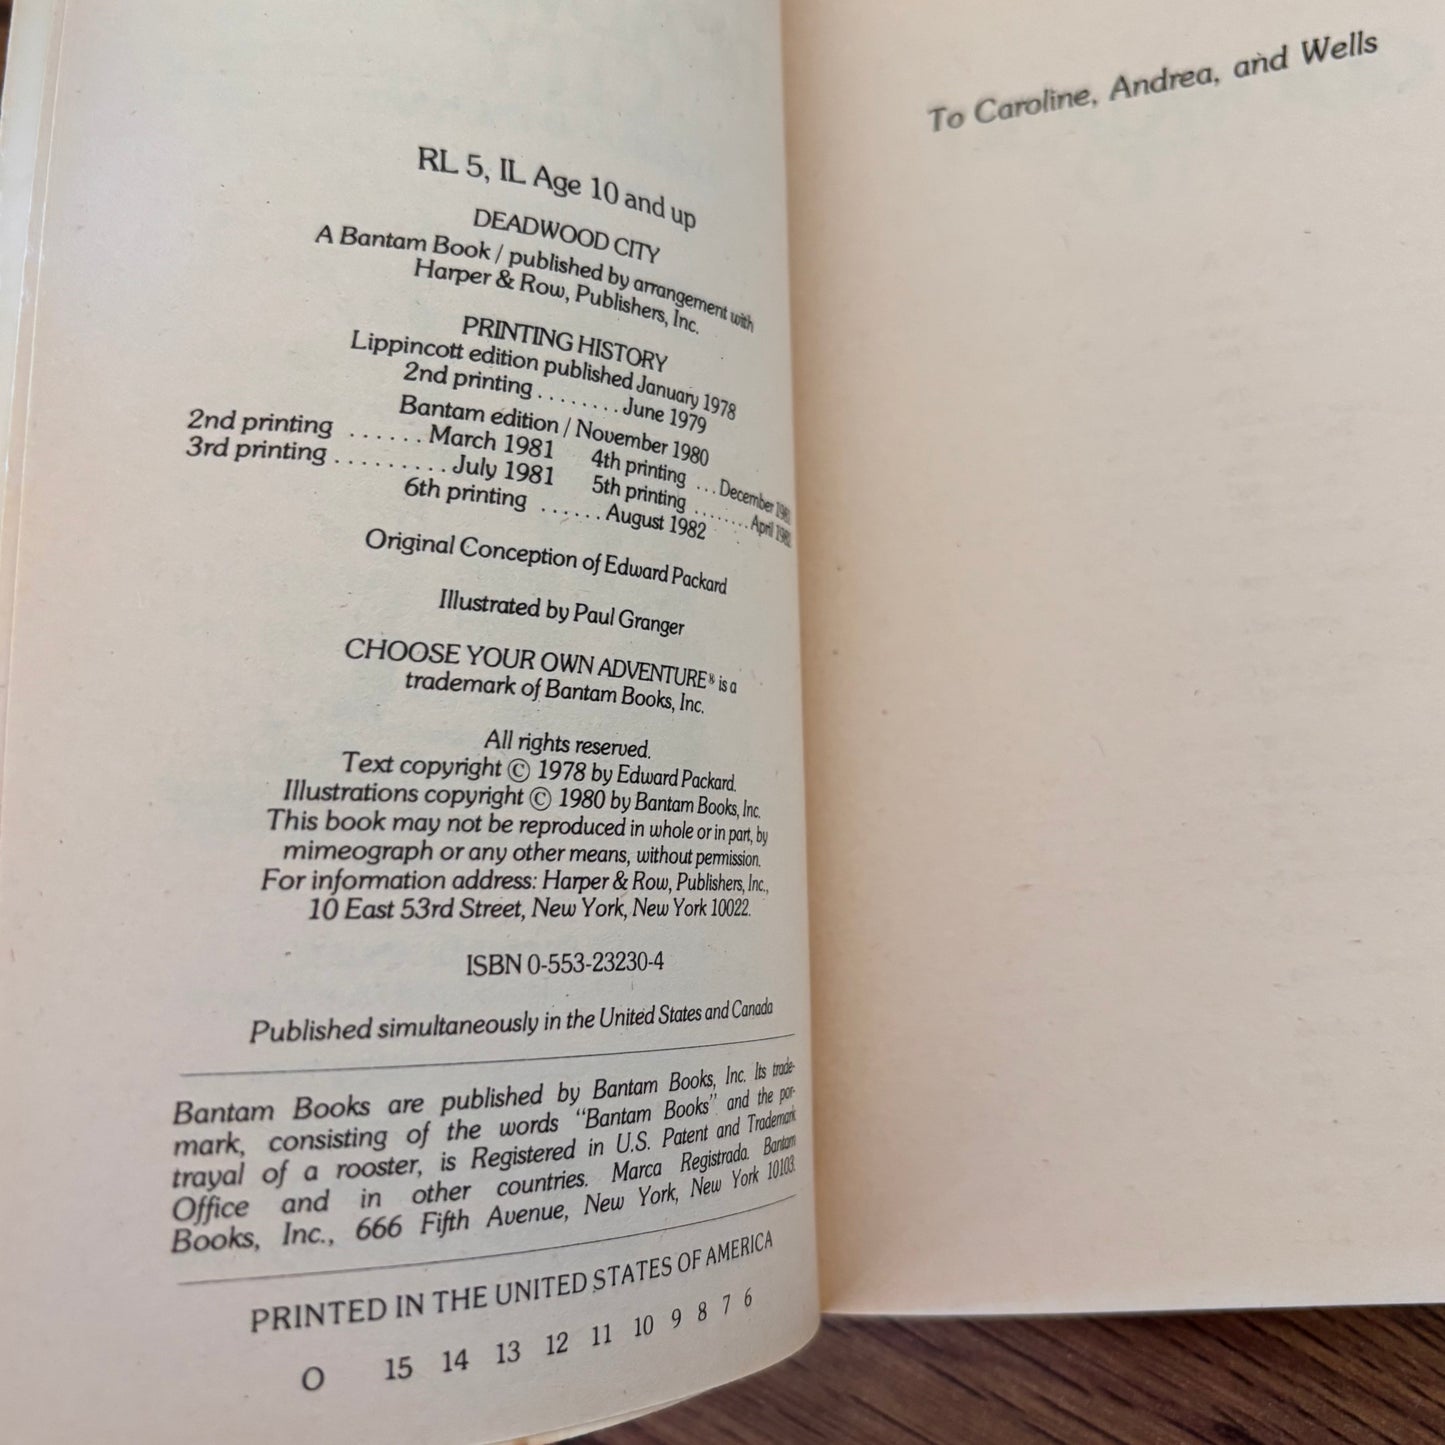 RL 5, IL Age 10 and up
DEADWOOD CITY
A Bantam Book / published by arrangement with
Harper & Row, Publishers, Inc.
PRINTING HISTORY
Lippincott edition published January 1978
2nd printing ........ June 1979
Bantam edition / November 1980
2nd printing ...... March 1981 4th printing ... December 1981
3rd printing ......... July 1981 5th printing ........ April 1982
6th printing ...... August 1982
Original Conception of Edward Packard
Illustrated by Paul Granger
CHOOSE YOUR OWN ADVENTURE® is a
trademark of Bantam Books, Inc.
All rights reserved.
Text copyright © 1978 by Edward Packard.
Illustrations copyright © 1980 by Bantam Books, Inc.
This book may not be reproduced in whole or in part, by
mimeograph or any other means, without permission.
For information address: Harper & Row, Publishers, Inc.,
10 East 53rd Street, New York, New York 10022.
ISBN 0-553-23230-4
Published simultaneously in the United States and Canada
Bantam Books are published by Bantam Books, Inc. Its trade-
mark, consisting of the words "Bantam Books" and the por-
trayal of a rooster, is Registered in U.S. Patent and Trademark
Office and in other countries. Marca Registrada. Bantam
Books, Inc., 666 Fifth Avenue, New York, New York 10103.
PRINTED IN THE UNITED STATES OF AMERICA
O 15 14 13 12 11 10 9 8 7 6
To Caroline, Andrea, and Wells